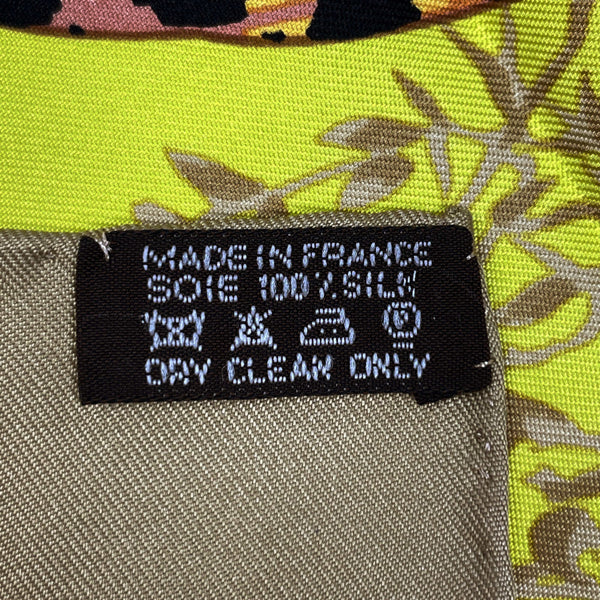 MADE IN FRANCE
SOIE 100% SILK
DRY CLEAN ONLY